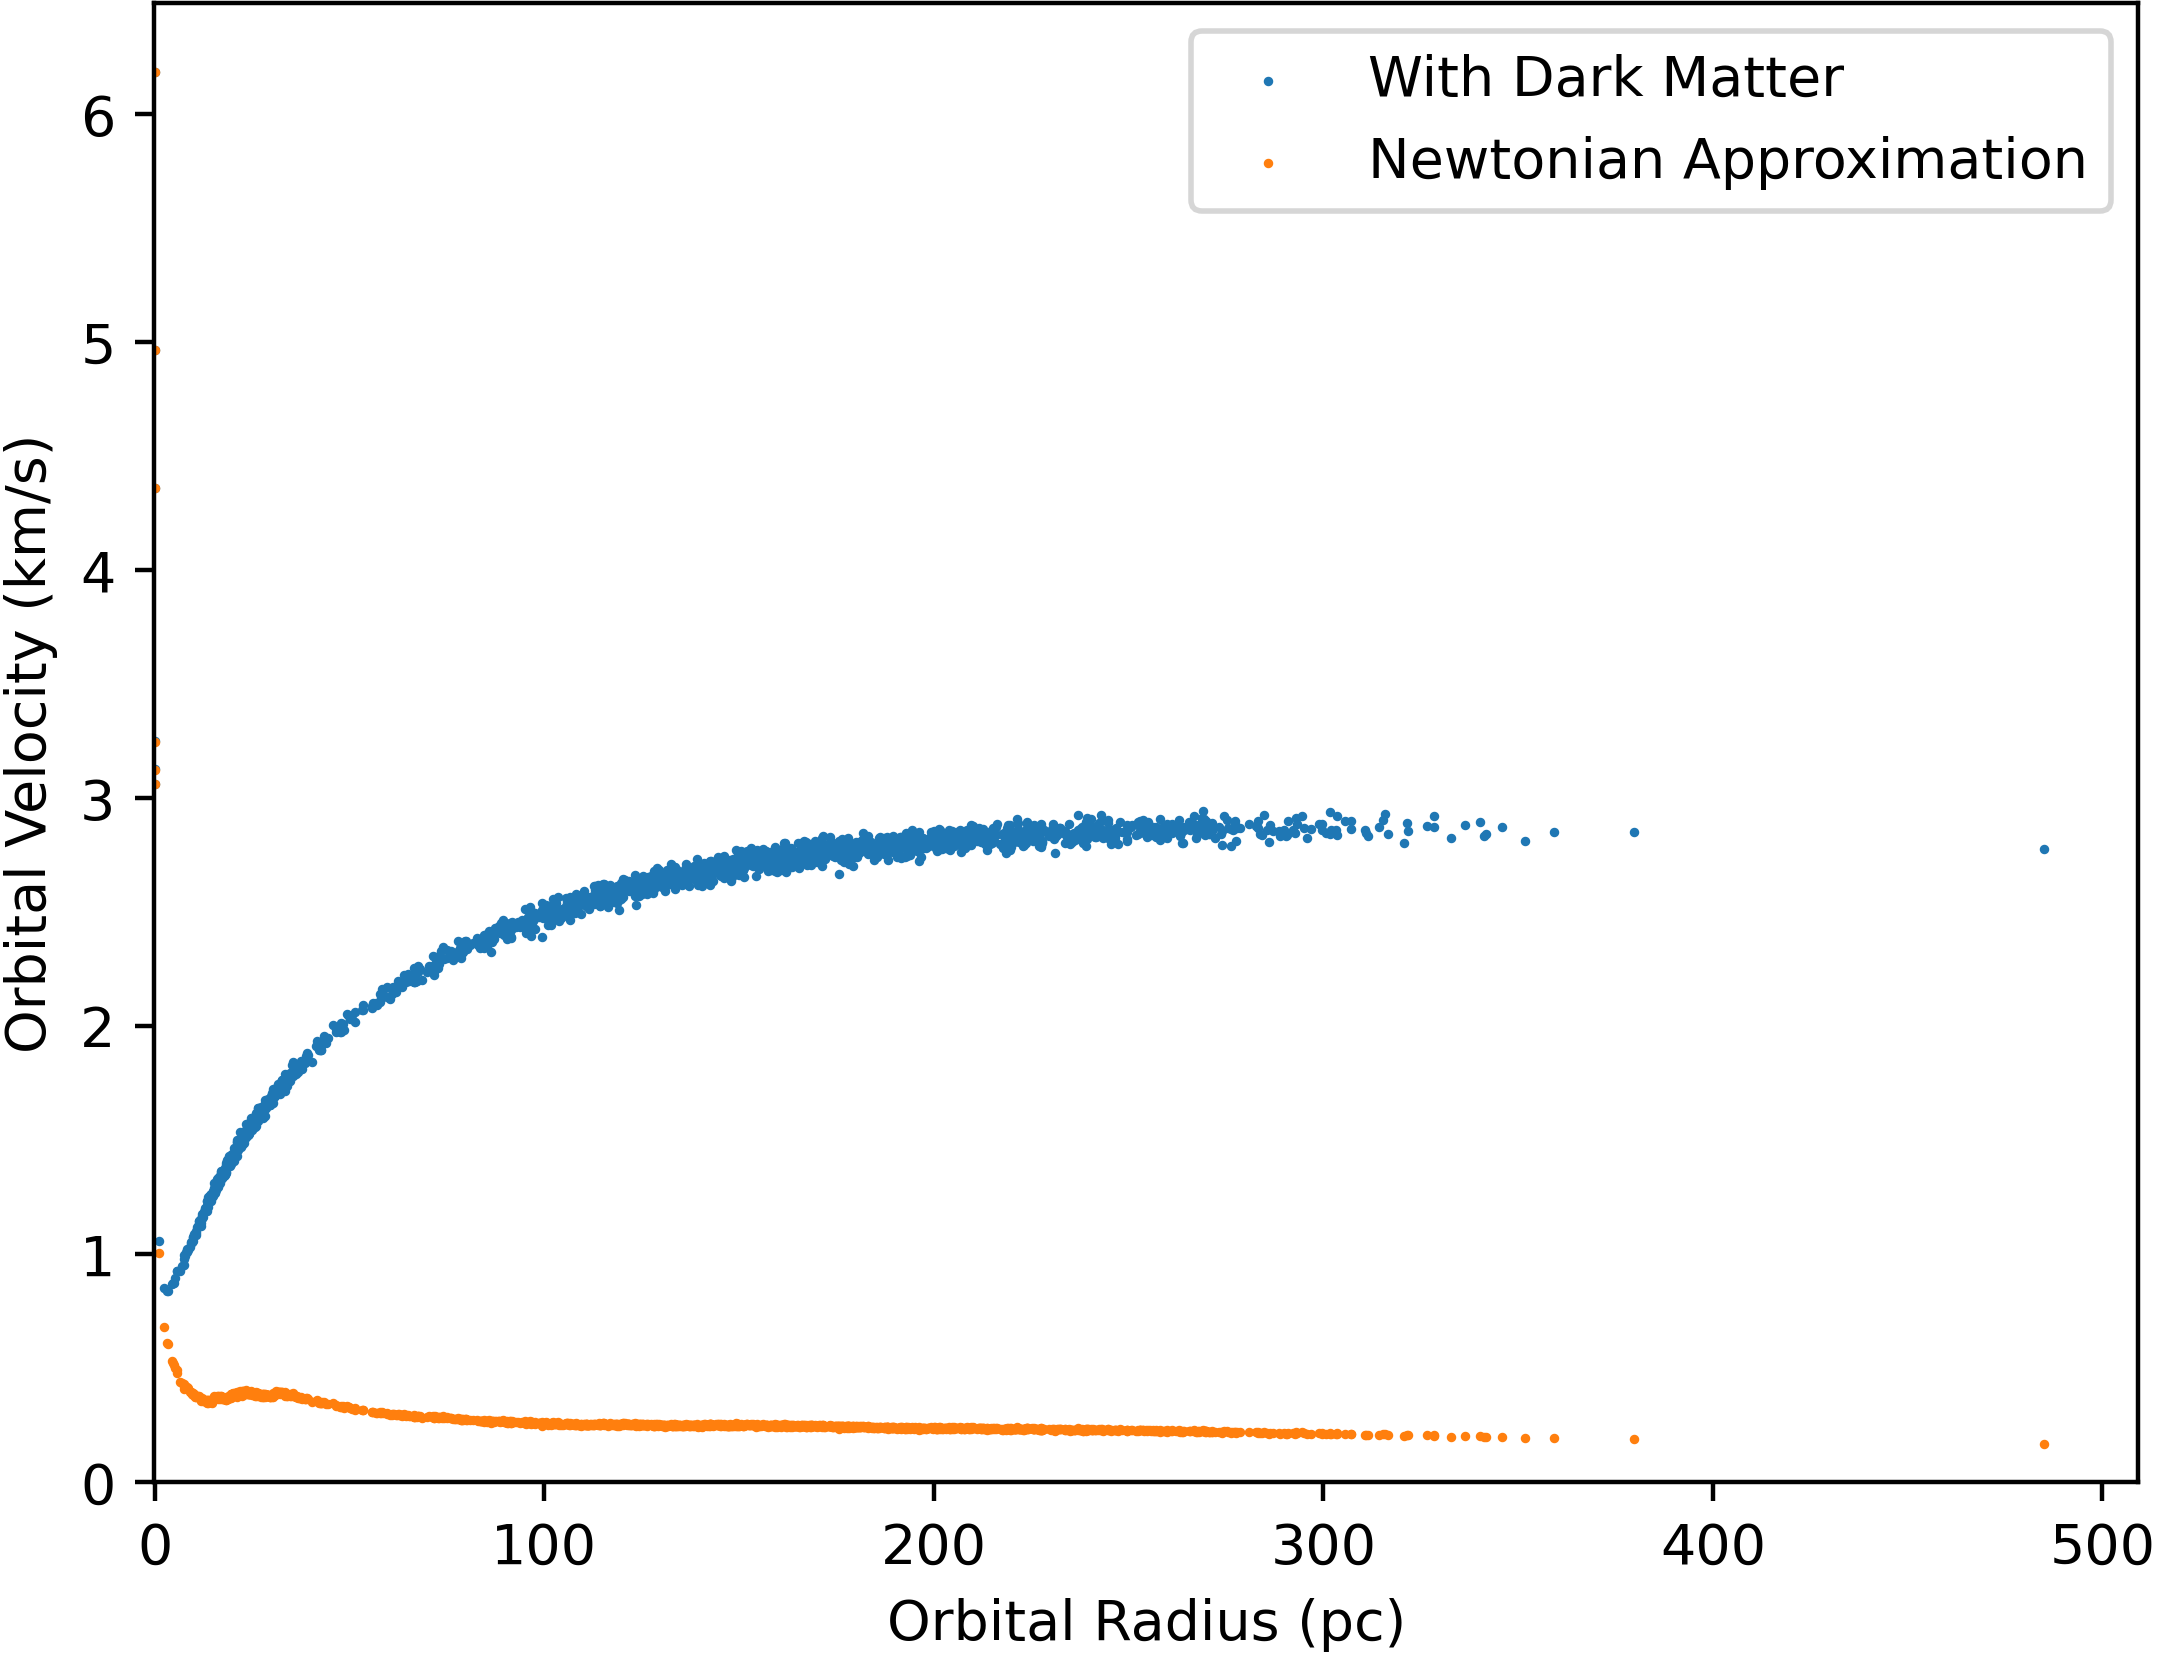 With Dark Matter
Newtonian Approximation
Orbital Velocity (km/s)
6
5
4
3
2
1
0
0 100 200 300 400 500
Orbital Radius (pc)